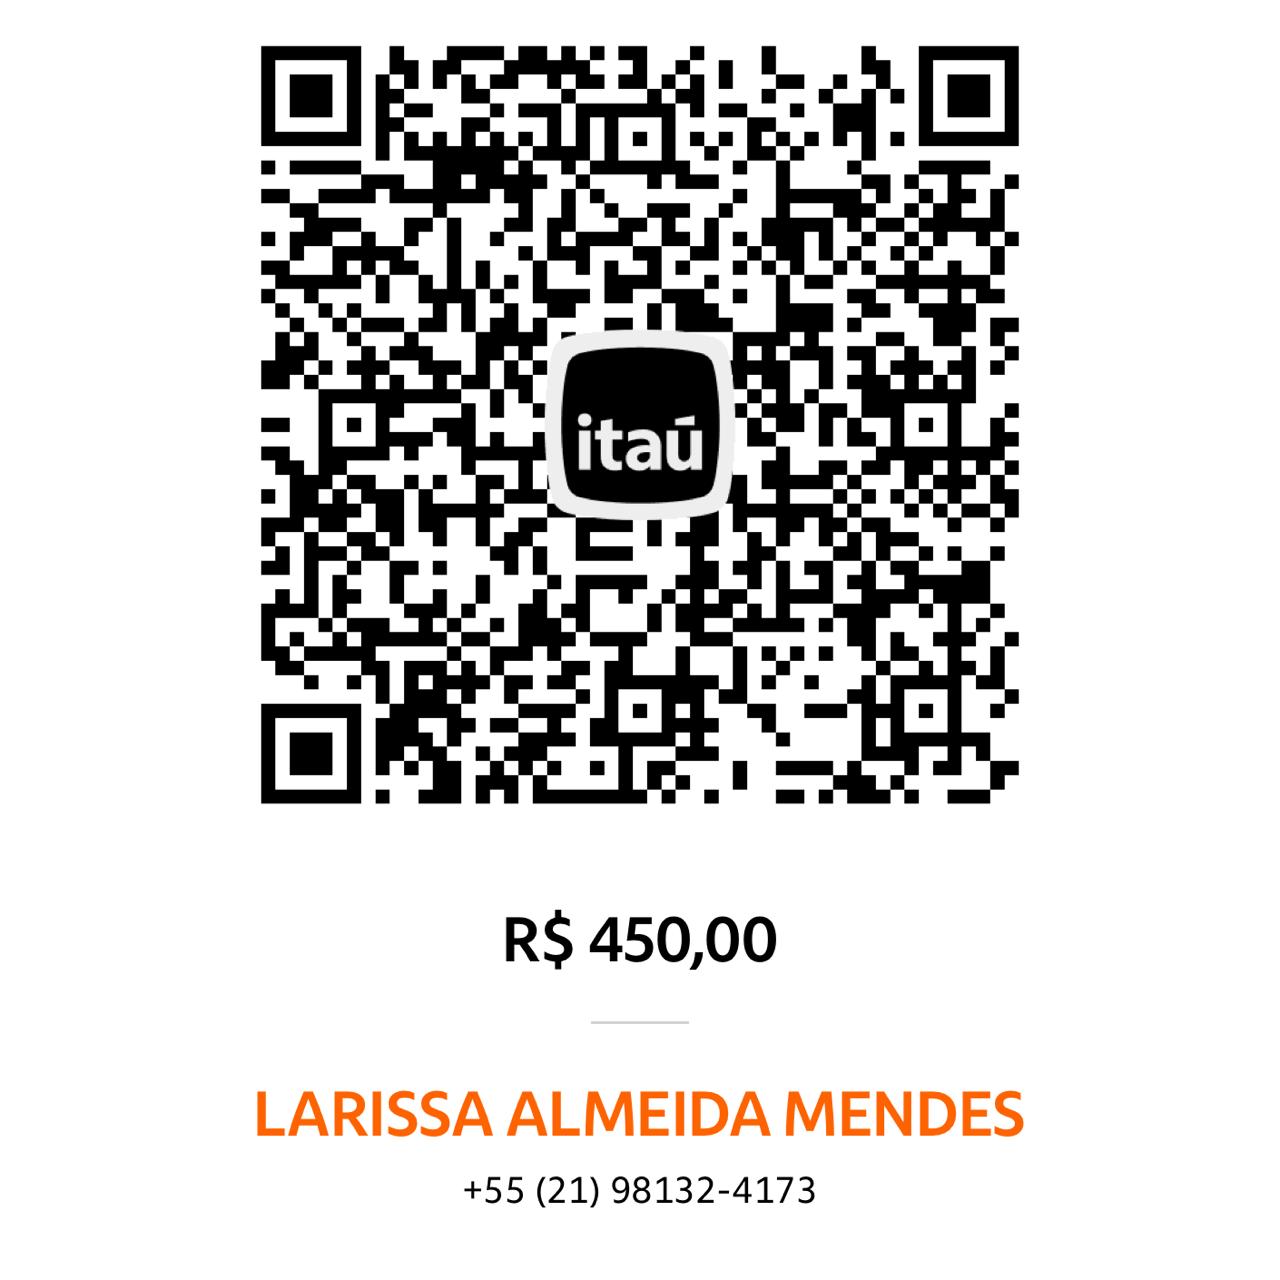 itaú
R$ 450,00
LARISSA ALMEIDA MENDES
+55 (21) 98132-4173